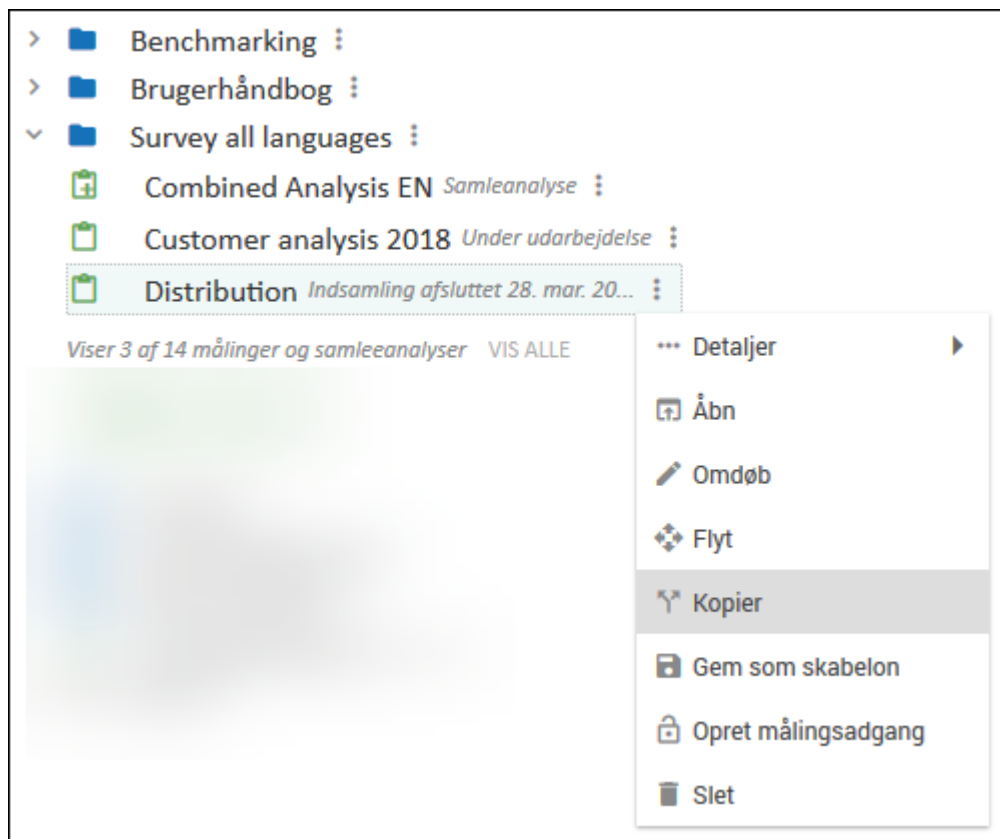 Benchmarking
Brugerhåndbog
Survey all languages
Combined Analysis EN Samleanalyse
Customer analysis 2018 Under udarbejdelse
Distribution Indsamling afsluttet 28. mar. 20...
Viser 3 af 14 målinger og samleeanalyser VIS ALLE
Detaljer
Åbn
Omdøb
Flyt
Kopier
Gem som skabelon
Opret målingsadgang
Slet